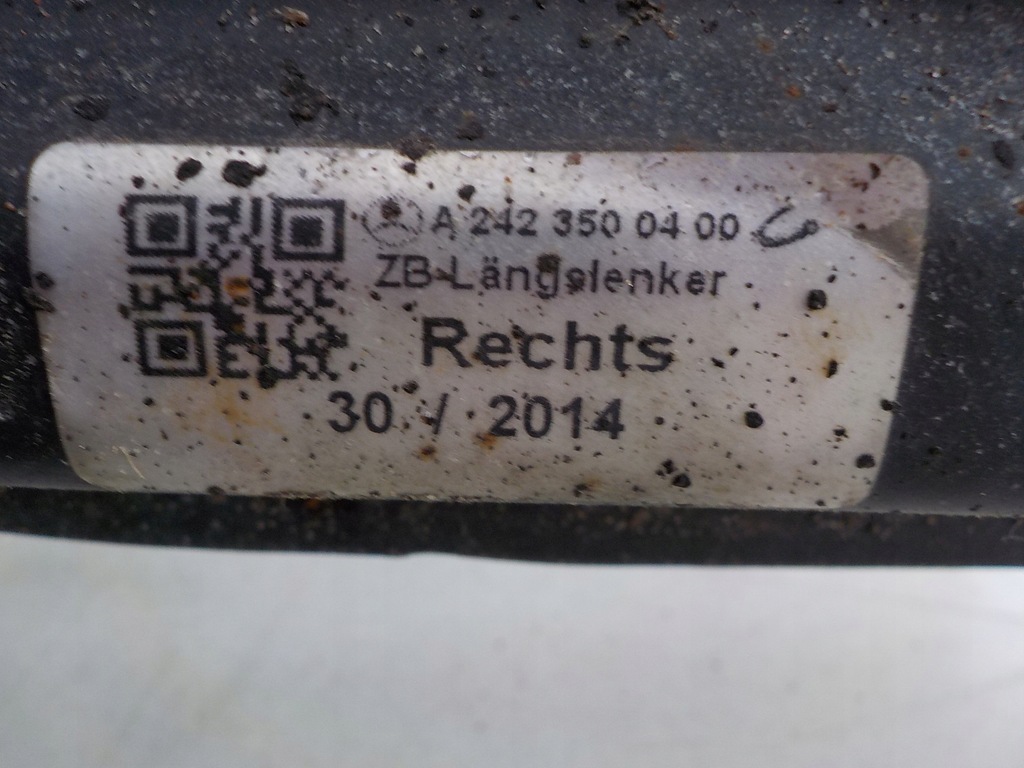 A 242 350 04 00
ZB-Längslenker
Rechts
30 / 2014